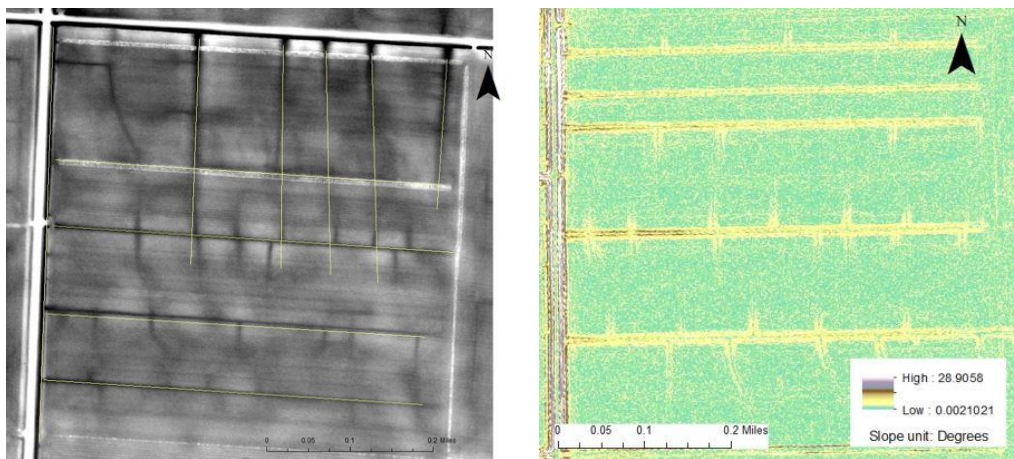 N
0 0.05 0.1 0.2 Miles
N
0 0.05 0.1 0.2 Miles
High : 28.9058
Low : 0.0021021
Slope unit: Degrees